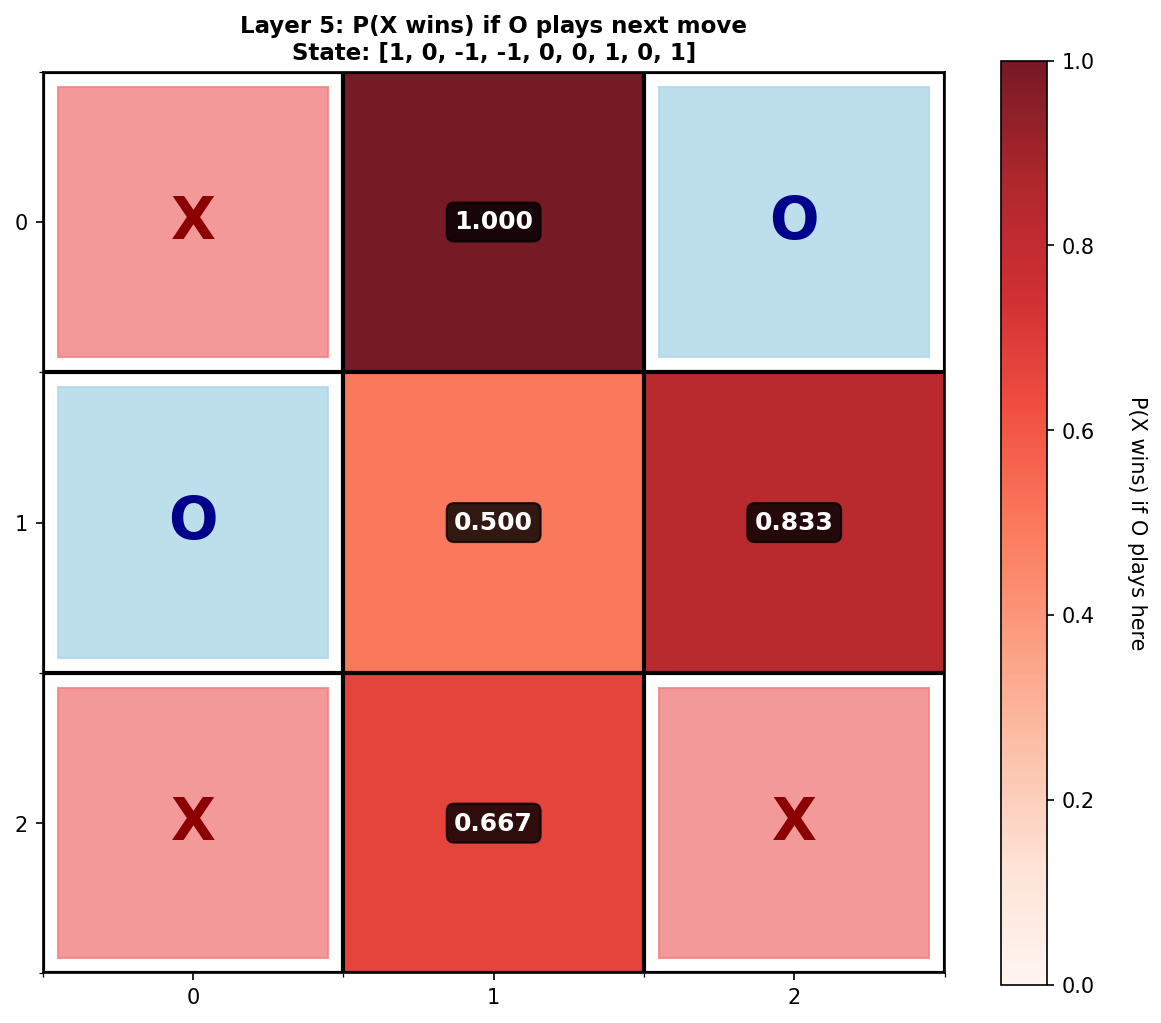 Layer 5: P(X wins) if O plays next move
State: [1, 0, -1, -1, 0, 0, 1, 0, 1]
X 1.000 O
O 0.500 0.833
X 0.667 X
0
1
2
0 1 2
1.0
0.8
0.6
0.4
0.2
0.0
P(X wins) if O plays here